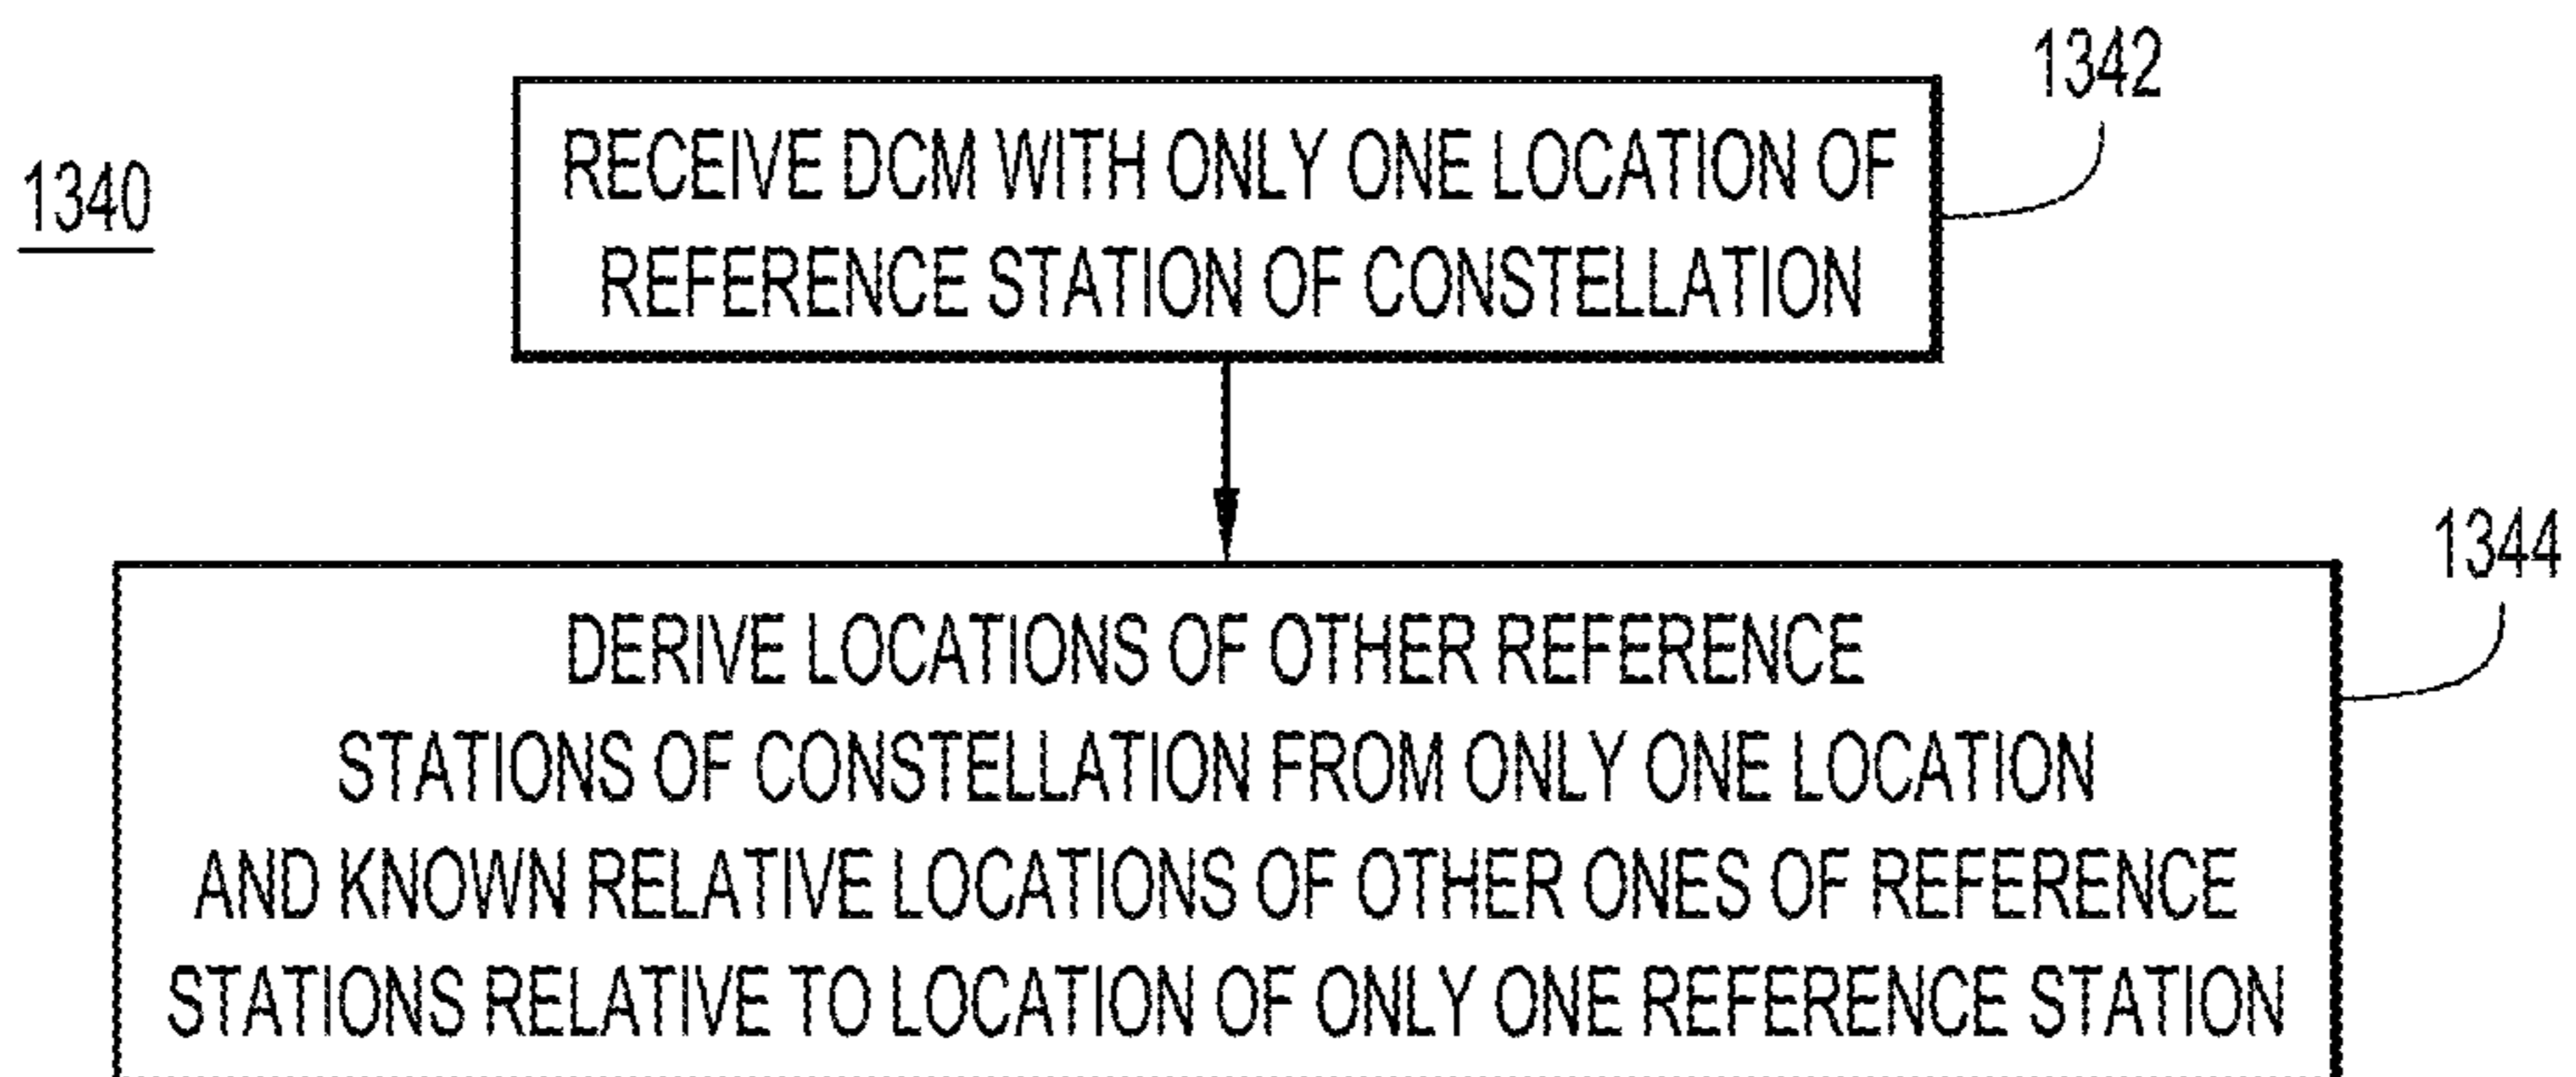 1340
RECEIVE DCM WITH ONLY ONE LOCATION OF
REFERENCE STATION OF CONSTELLATION
1342
DERIVE LOCATIONS OF OTHER REFERENCE
STATIONS OF CONSTELLATION FROM ONLY ONE LOCATION
AND KNOWN RELATIVE LOCATIONS OF OTHER ONES OF REFERENCE
STATIONS RELATIVE TO LOCATION OF ONLY ONE REFERENCE STATION
1344